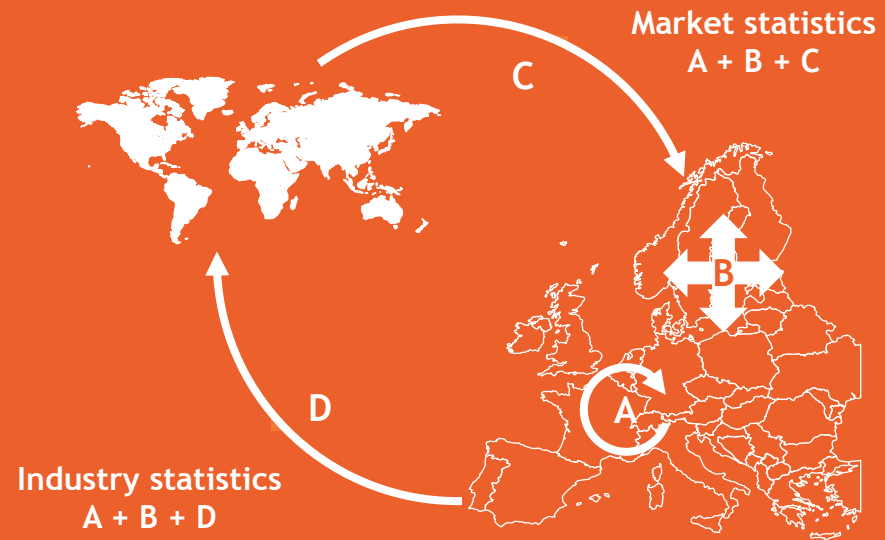 Market statistics
A + B + C
C
B
A
D
Industry statistics
A + B + D